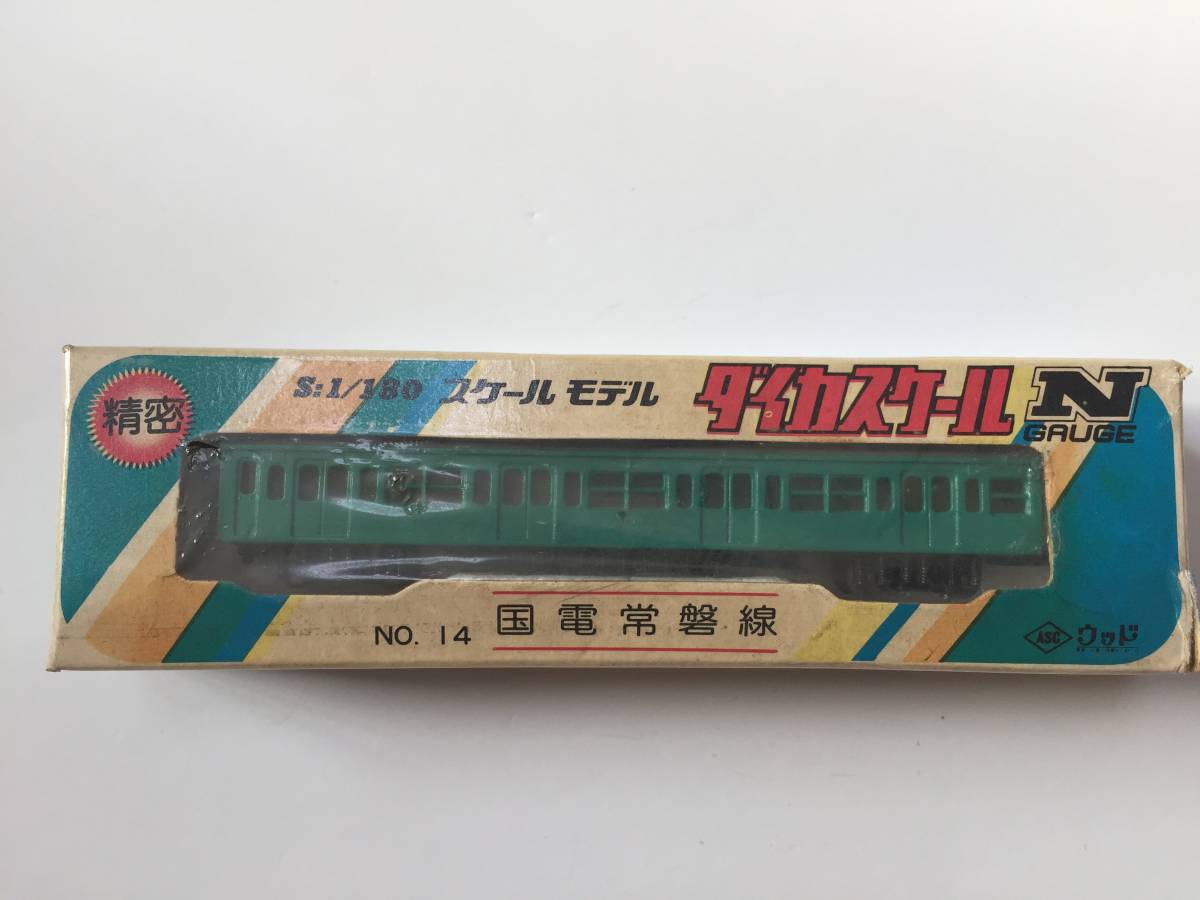 精密
S:1/180 スケール モデル
ダイカスケール
N
GAUGE
NO. 14 国電常磐線
ASC ウッド